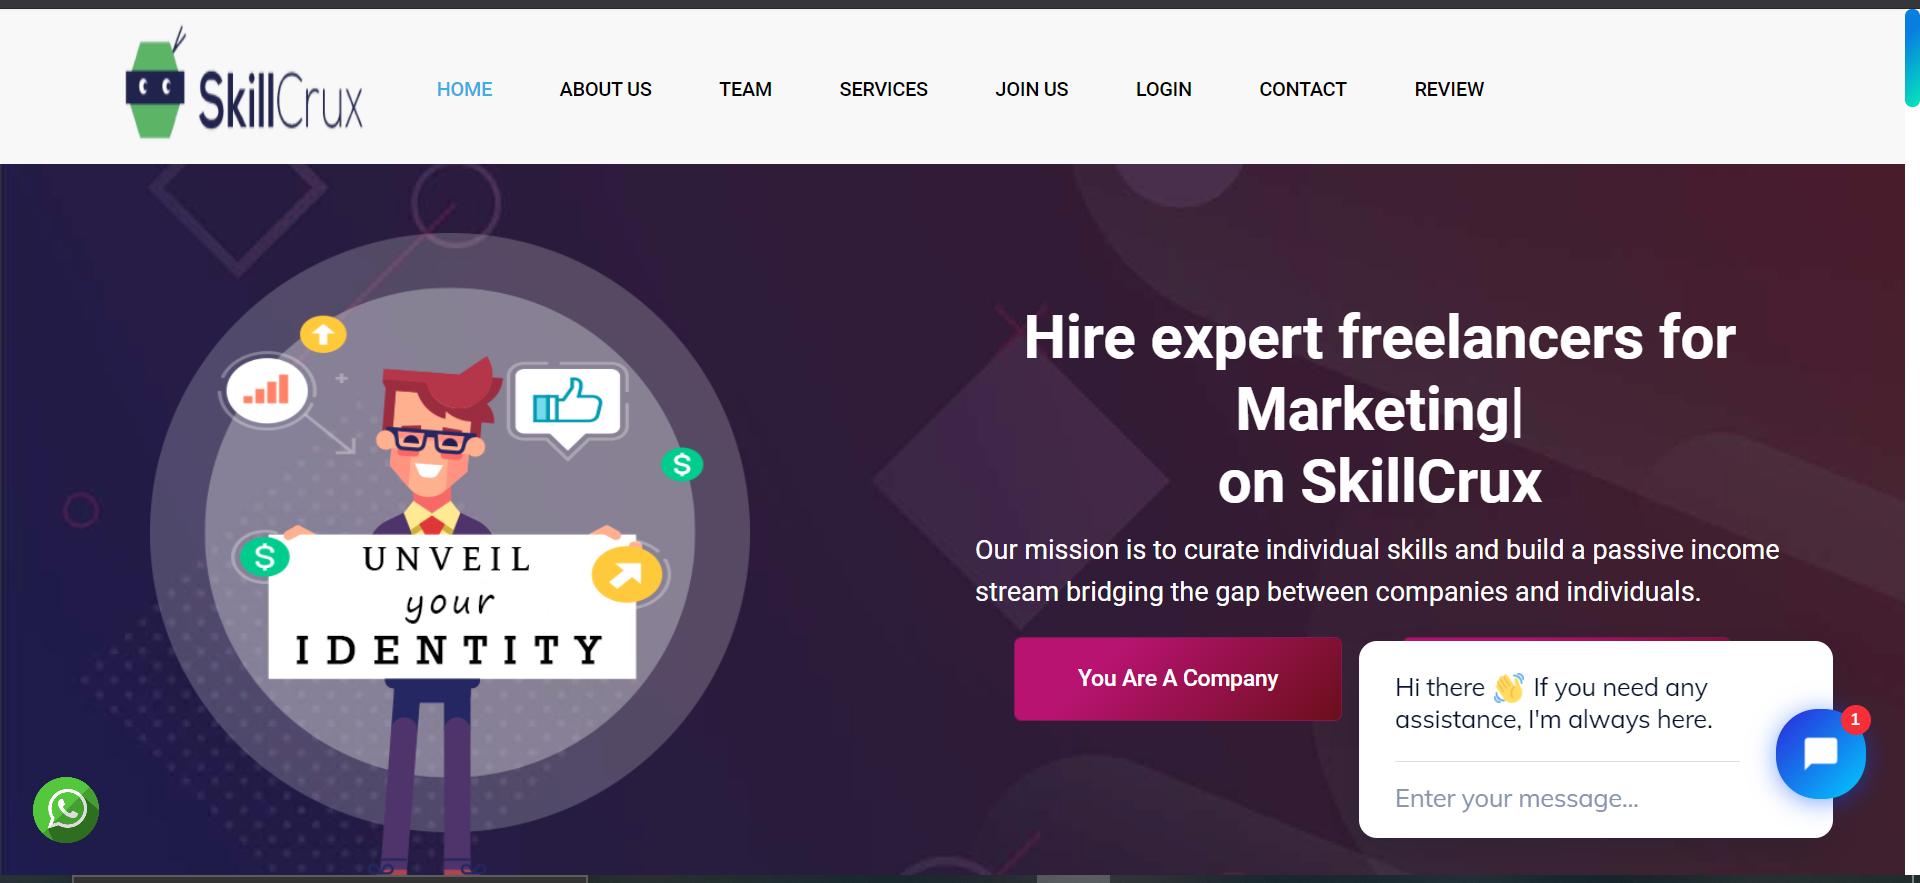 SkillCrux
HOME ABOUT US TEAM SERVICES JOIN US LOGIN CONTACT REVIEW
UNVEIL
your
IDENTITY
$
$
Hire expert freelancers for
Marketing|
on SkillCrux
Our mission is to curate individual skills and build a passive income
stream bridging the gap between companies and individuals.
You Are A Company
Hi there 👋 If you need any
assistance, I'm always here.
Enter your message...
1